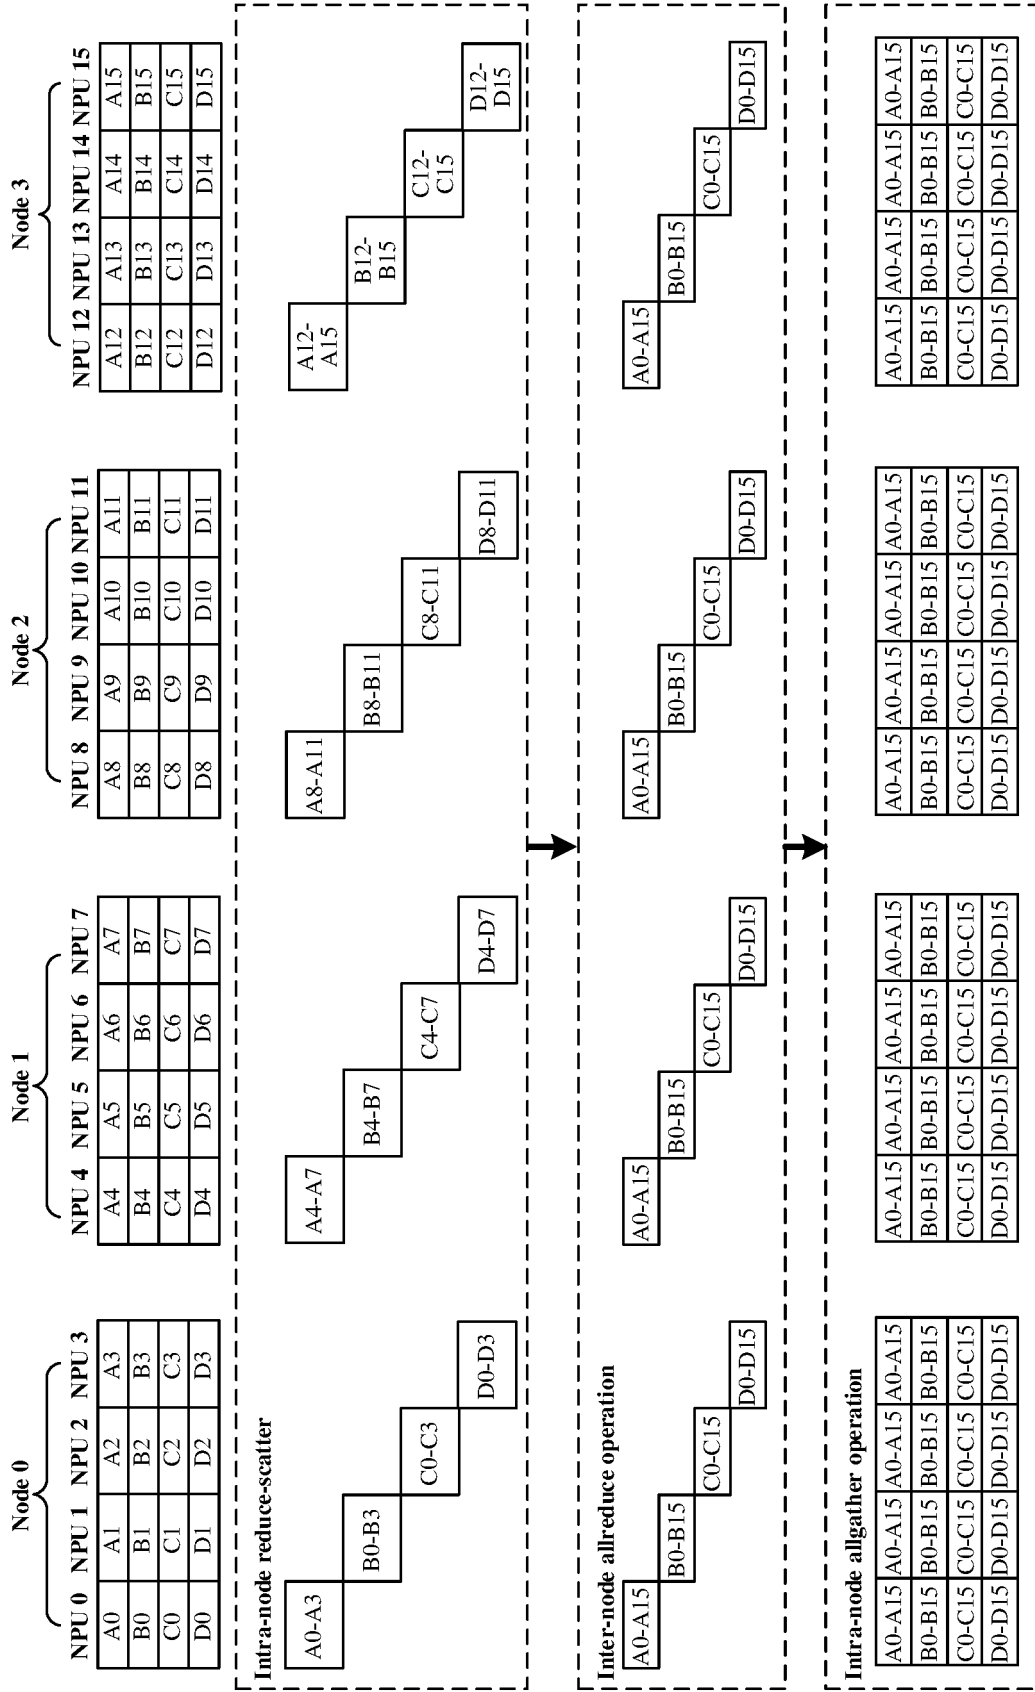 Node 0 Node 1 Node 2 Node 3
NPU 0 NPU 1 NPU 2 NPU 3 NPU 4 NPU 5 NPU 6 NPU 7 NPU 8 NPU 9 NPU 10 NPU 11 NPU 12 NPU 13 NPU 14 NPU 15
A0 A1 A2 A3 A4 A5 A6 A7 A8 A9 A10 A11 A12 A13 A14 A15
B0 B1 B2 B3 B4 B5 B6 B7 B8 B9 B10 B11 B12 B13 B14 B15
C0 C1 C2 C3 C4 C5 C6 C7 C8 C9 C10 C11 C12 C13 C14 C15
D0 D1 D2 D3 D4 D5 D6 D7 D8 D9 D10 D11 D12 D13 D14 D15
Intra-node reduce-scatter
A0-A3 A4-A7 A8-A11 A12-
A15
B0-B3 B4-B7 B8-B11 B12-
B15
C0-C3 C4-C7 C8-C11 C12-
C15
D0-D3 D4-D7 D8-D11 D12-
D15
Inter-node allreduce operation
A0-A15 A0-A15 A0-A15 A0-A15
B0-B15 B0-B15 B0-B15 B0-B15
C0-C15 C0-C15 C0-C15 C0-C15
D0-D15 D0-D15 D0-D15 D0-D15
Intra-node allgather operation
A0-A15 A0-A15 A0-A15 A0-A15 A0-A15 A0-A15 A0-A15 A0-A15 A0-A15 A0-A15 A0-A15 A0-A15 A0-A15 A0-A15 A0-A15 A0-A15
B0-B15 B0-B15 B0-B15 B0-B15 B0-B15 B0-B15 B0-B15 B0-B15 B0-B15 B0-B15 B0-B15 B0-B15 B0-B15 B0-B15 B0-B15 B0-B15
C0-C15 C0-C15 C0-C15 C0-C15 C0-C15 C0-C15 C0-C15 C0-C15 C0-C15 C0-C15 C0-C15 C0-C15 C0-C15 C0-C15 C0-C15 C0-C15
D0-D15 D0-D15 D0-D15 D0-D15 D0-D15 D0-D15 D0-D15 D0-D15 D0-D15 D0-D15 D0-D15 D0-D15 D0-D15 D0-D15 D0-D15 D0-D15